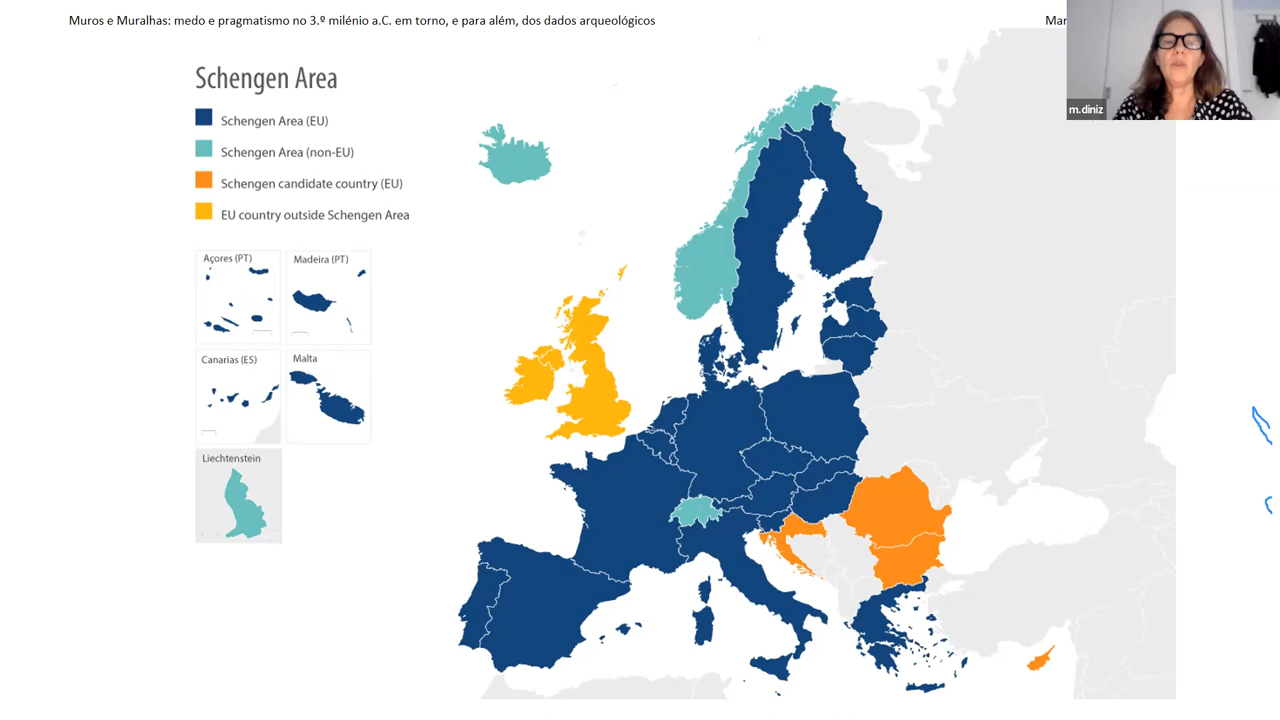 Muros e Muralhas: medo e pragmatismo no 3.º milénio a.C. em torno, e para além, dos dados arqueológicos
m.diniz
Schengen Area
Schengen Area (EU)
Schengen Area (non-EU)
Schengen candidate country (EU)
EU country outside Schengen Area
Açores (PT)
Madeira (PT)
Canarias (ES)
Malta
Liechtenstein